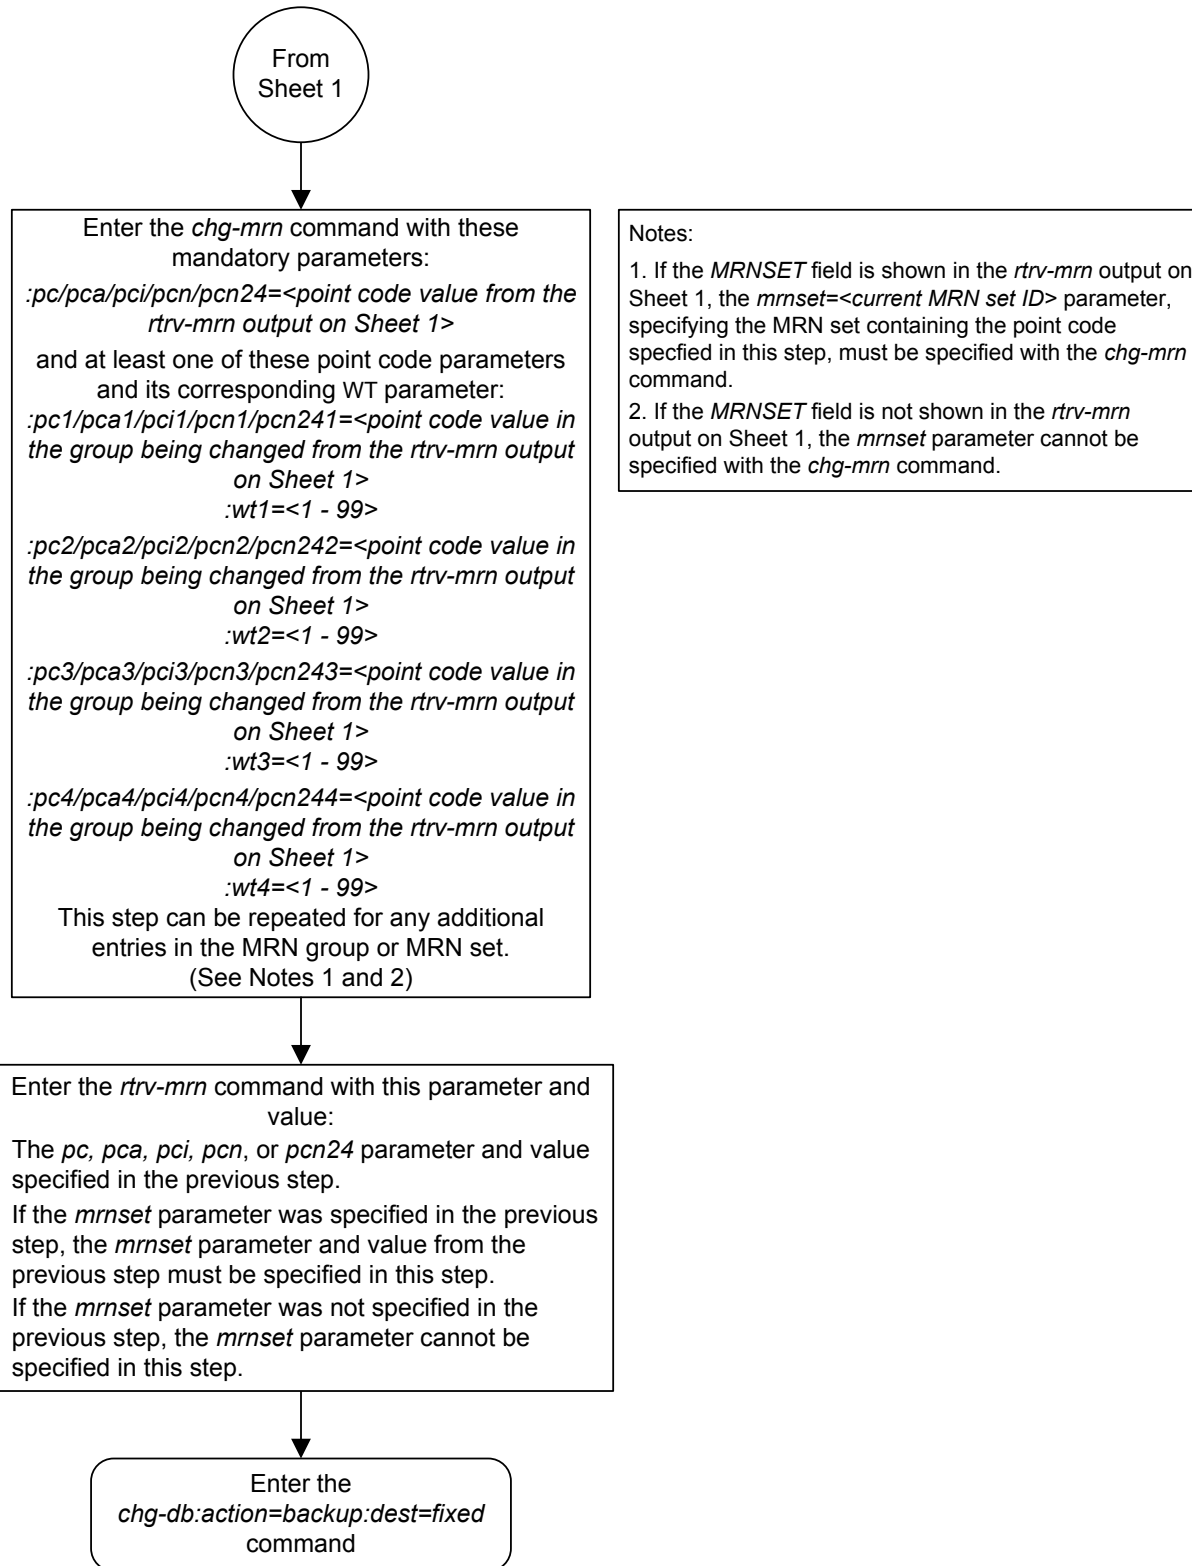 From
Sheet 1
Enter the chg-mrn command with these
mandatory parameters:
:pc/pca/pci/pcn/pcn24=<point code value from the
rtrv-mrn output on Sheet 1>
and at least one of these point code parameters
and its corresponding WT parameter:
:pc1/pca1/pci1/pcn1/pcn241=<point code value in
the group being changed from the rtrv-mrn output
on Sheet 1>
:wt1=<1 - 99>
:pc2/pca2/pci2/pcn2/pcn242=<point code value in
the group being changed from the rtrv-mrn output
on Sheet 1>
:wt2=<1 - 99>
:pc3/pca3/pci3/pcn3/pcn243=<point code value in
the group being changed from the rtrv-mrn output
on Sheet 1>
:wt3=<1 - 99>
:pc4/pca4/pci4/pcn4/pcn244=<point code value in
the group being changed from the rtrv-mrn output
on Sheet 1>
:wt4=<1 - 99>
This step can be repeated for any additional
entries in the MRN group or MRN set.
(See Notes 1 and 2)
Notes:
1. If the MRNSET field is shown in the rtrv-mrn output on
Sheet 1, the mrnset=<current MRN set ID> parameter,
specifying the MRN set containing the point code
specfied in this step, must be specified with the chg-mrn
command.
2. If the MRNSET field is not shown in the rtrv-mrn
output on Sheet 1, the mrnset parameter cannot be
specified with the chg-mrn command.
Enter the rtrv-mrn command with this parameter and
value:
The pc, pca, pci, pcn, or pcn24 parameter and value
specified in the previous step.
If the mrnset parameter was specified in the previous
step, the mrnset parameter and value from the
previous step must be specified in this step.
If the mrnset parameter was not specified in the
previous step, the mrnset parameter cannot be
specified in this step.
Enter the
chg-db:action=backup:dest=fixed
command